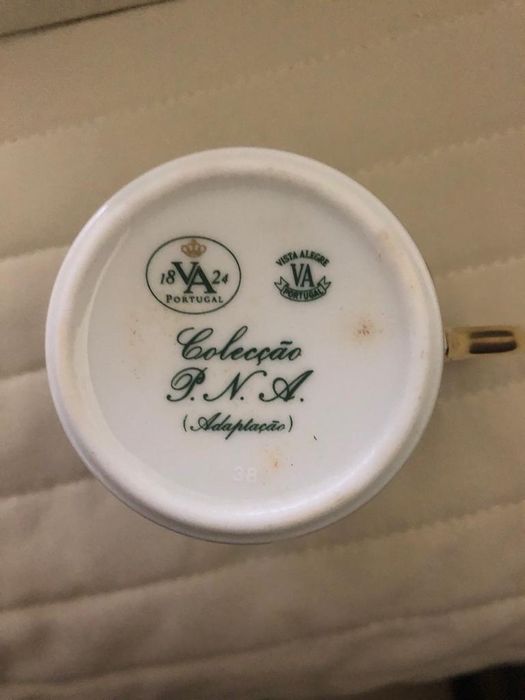 18 VA 24
PORTUGAL
VISTA ALEGRE
VA
PORTUGAL
Colecção
P. N. A.
(Adaptação)
38